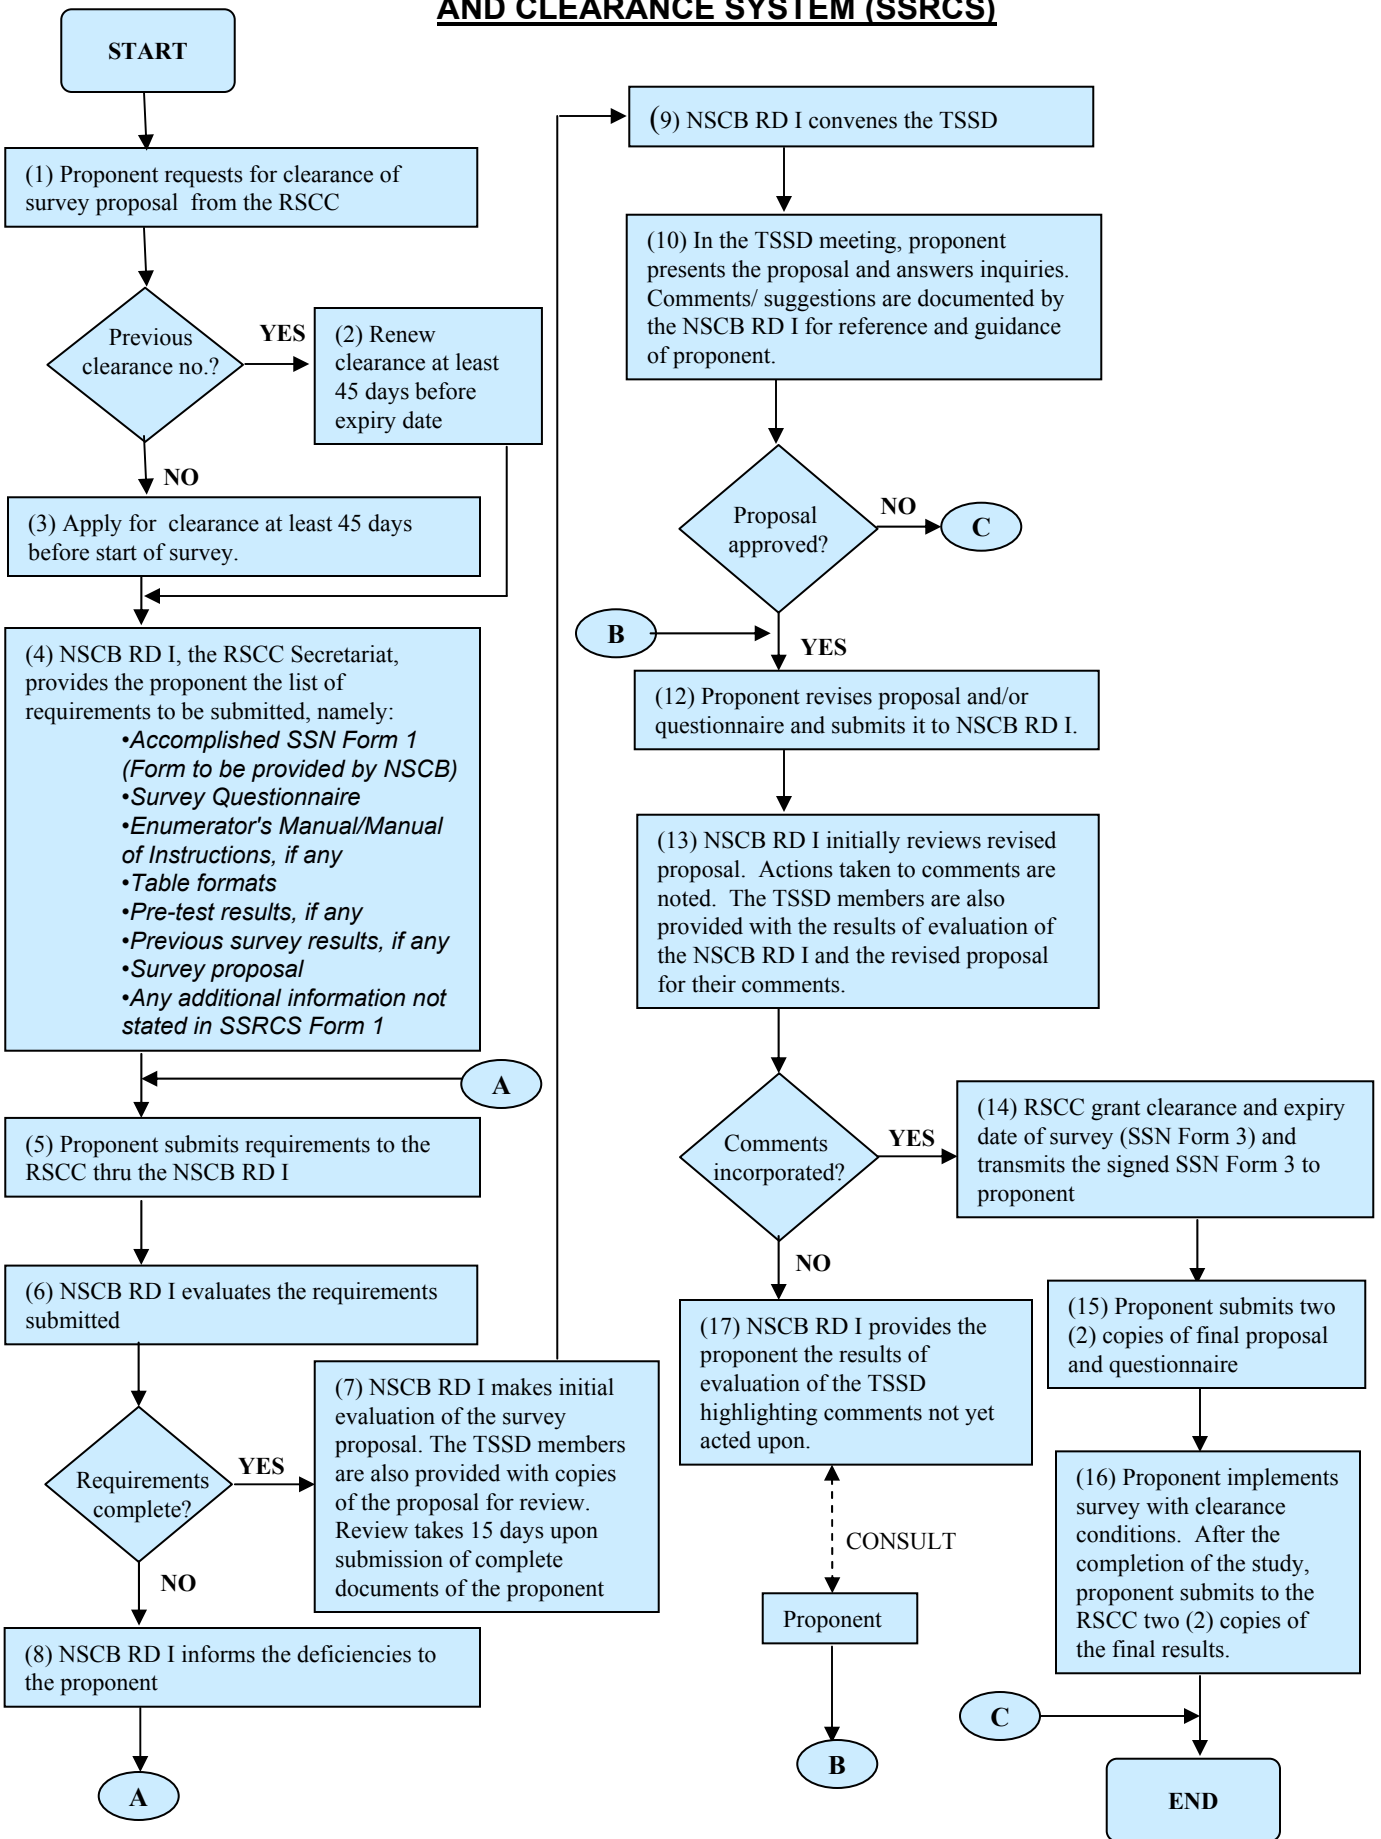 AND CLEARANCE SYSTEM (SSRCS)
START
(1) Proponent requests for clearance of
survey proposal from the RSCC
Previous
clearance no.?
YES
(2) Renew
clearance at least
45 days before
expiry date
NO
(3) Apply for clearance at least 45 days
before start of survey.
(4) NSCB RD I, the RSCC Secretariat,
provides the proponent the list of
requirements to be submitted, namely:
•Accomplished SSN Form 1
(Form to be provided by NSCB)
•Survey Questionnaire
•Enumerator's Manual/Manual
of Instructions, if any
•Table formats
•Pre-test results, if any
•Previous survey results, if any
•Survey proposal
•Any additional information not
stated in SSRCS Form 1
A
(5) Proponent submits requirements to the
RSCC thru the NSCB RD I
(6) NSCB RD I evaluates the requirements
submitted
Requirements
complete?
YES
(7) NSCB RD I makes initial
evaluation of the survey
proposal. The TSSD members
are also provided with copies
of the proposal for review.
Review takes 15 days upon
submission of complete
documents of the proponent
NO
(8) NSCB RD I informs the deficiencies to
the proponent
A
(9) NSCB RD I convenes the TSSD
(10) In the TSSD meeting, proponent
presents the proposal and answers inquiries.
Comments/ suggestions are documented by
the NSCB RD I for reference and guidance
of proponent.
Proposal
approved?
NO
C
B
YES
(12) Proponent revises proposal and/or
questionnaire and submits it to NSCB RD I.
(13) NSCB RD I initially reviews revised
proposal. Actions taken to comments are
noted. The TSSD members are also
provided with the results of evaluation of
the NSCB RD I and the revised proposal
for their comments.
Comments
incorporated?
YES
(14) RSCC grant clearance and expiry
date of survey (SSN Form 3) and
transmits the signed SSN Form 3 to
proponent
NO
(15) Proponent submits two
(2) copies of final proposal
and questionnaire
(17) NSCB RD I provides the
proponent the results of
evaluation of the TSSD
highlighting comments not yet
acted upon.
CONSULT
Proponent
B
(16) Proponent implements
survey with clearance
conditions. After the
completion of the study,
proponent submits to the
RSCC two (2) copies of
the final results.
C
END